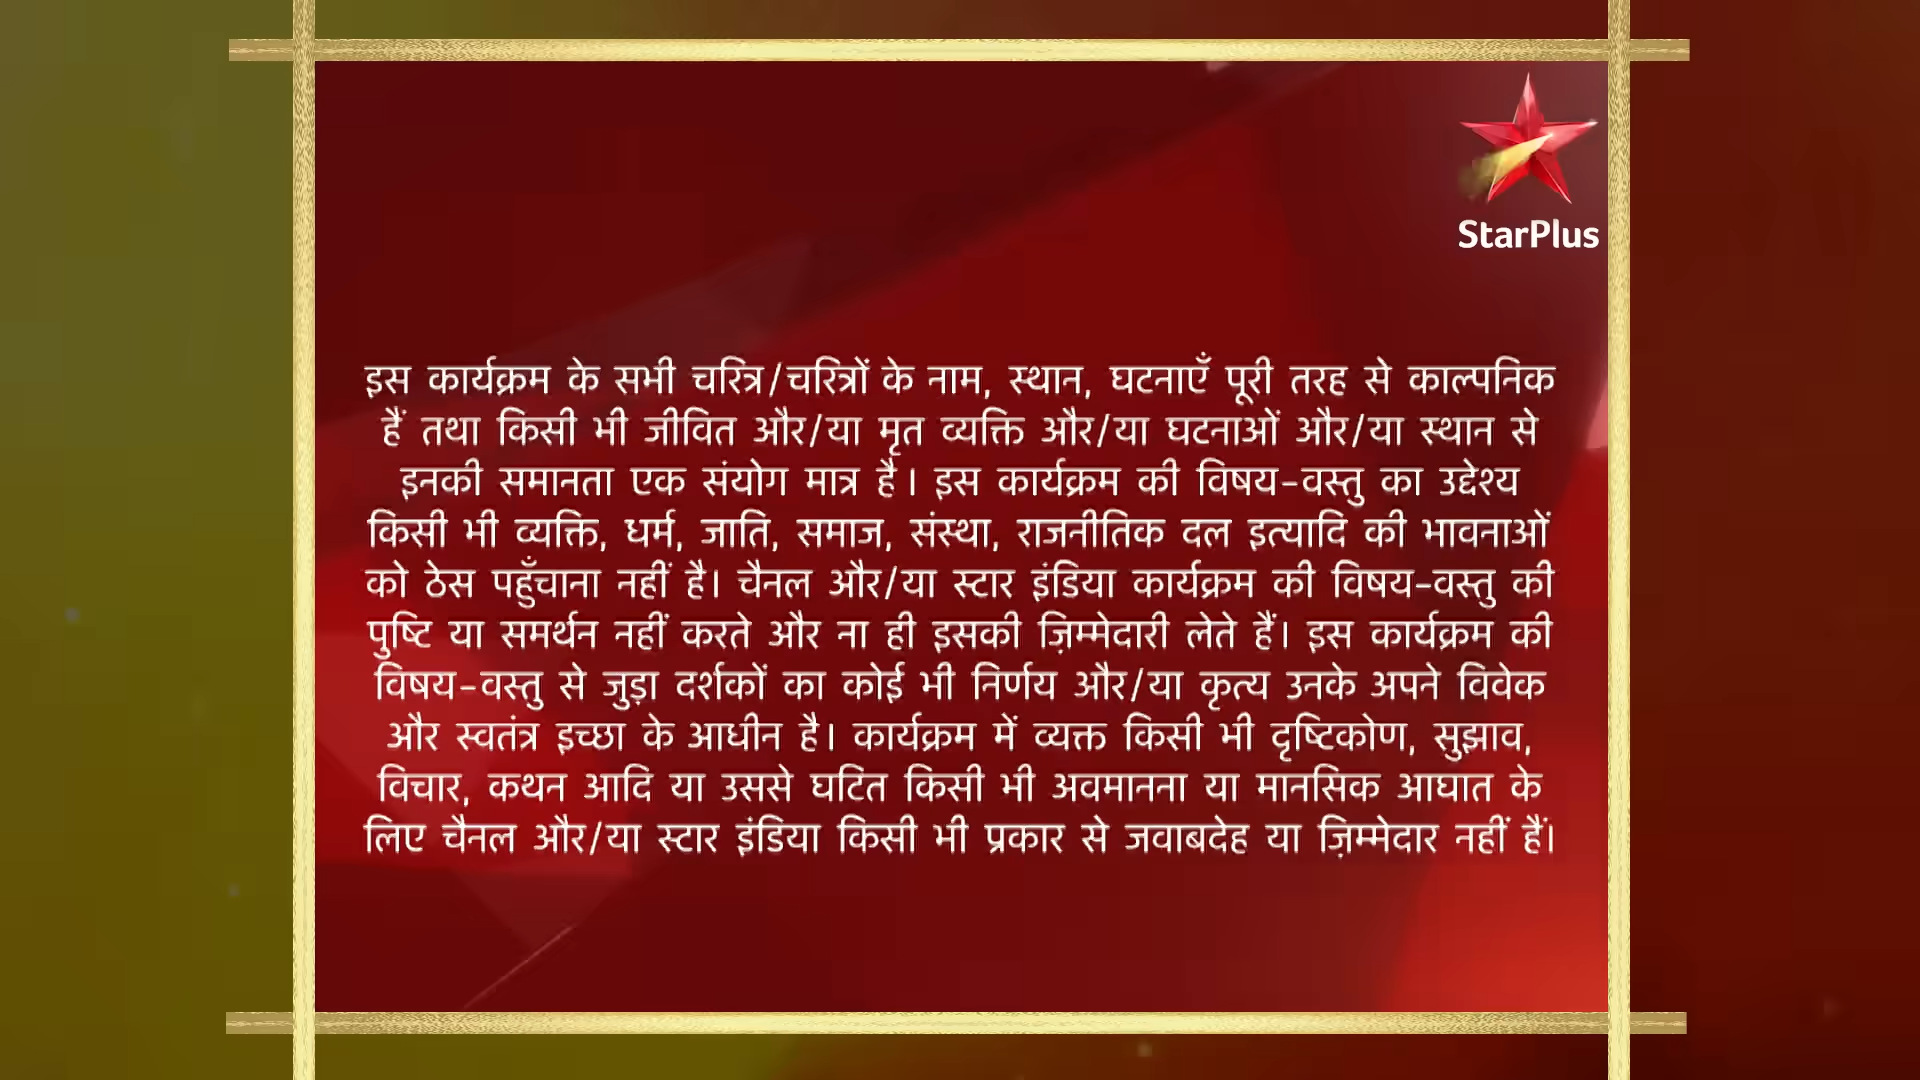 StarPlus
इस कार्यक्रम के सभी चरित्र/चरित्रों के नाम, स्थान, घटनाएँ पूरी तरह से काल्पनिक
हैं तथा किसी भी जीवित और/या मृत व्यक्ति और/या घटनाओं और/या स्थान से
इनकी समानता एक संयोग मात्र है। इस कार्यक्रम की विषय-वस्तु का उद्देश्य
किसी भी व्यक्ति, धर्म, जाति, समाज, संस्था, राजनीतिक दल इत्यादि की भावनाओं
को ठेस पहुँचाना नहीं है। चैनल और/या स्टार इंडिया कार्यक्रम की विषय-वस्तु की
पुष्टि या समर्थन नहीं करते और ना ही इसकी ज़िम्मेदारी लेते हैं। इस कार्यक्रम की
विषय-वस्तु से जुड़ा दर्शकों का कोई भी निर्णय और/या कृत्य उनके अपने विवेक
और स्वतंत्र इच्छा के आधीन है। कार्यक्रम में व्यक्त किसी भी दृष्टिकोण, सुझाव,
विचार, कथन आदि या उससे घटित किसी भी अवमानना या मानसिक आघात के
लिए चैनल और/या स्टार इंडिया किसी भी प्रकार से जवाबदेह या ज़िम्मेदार नहीं हैं।